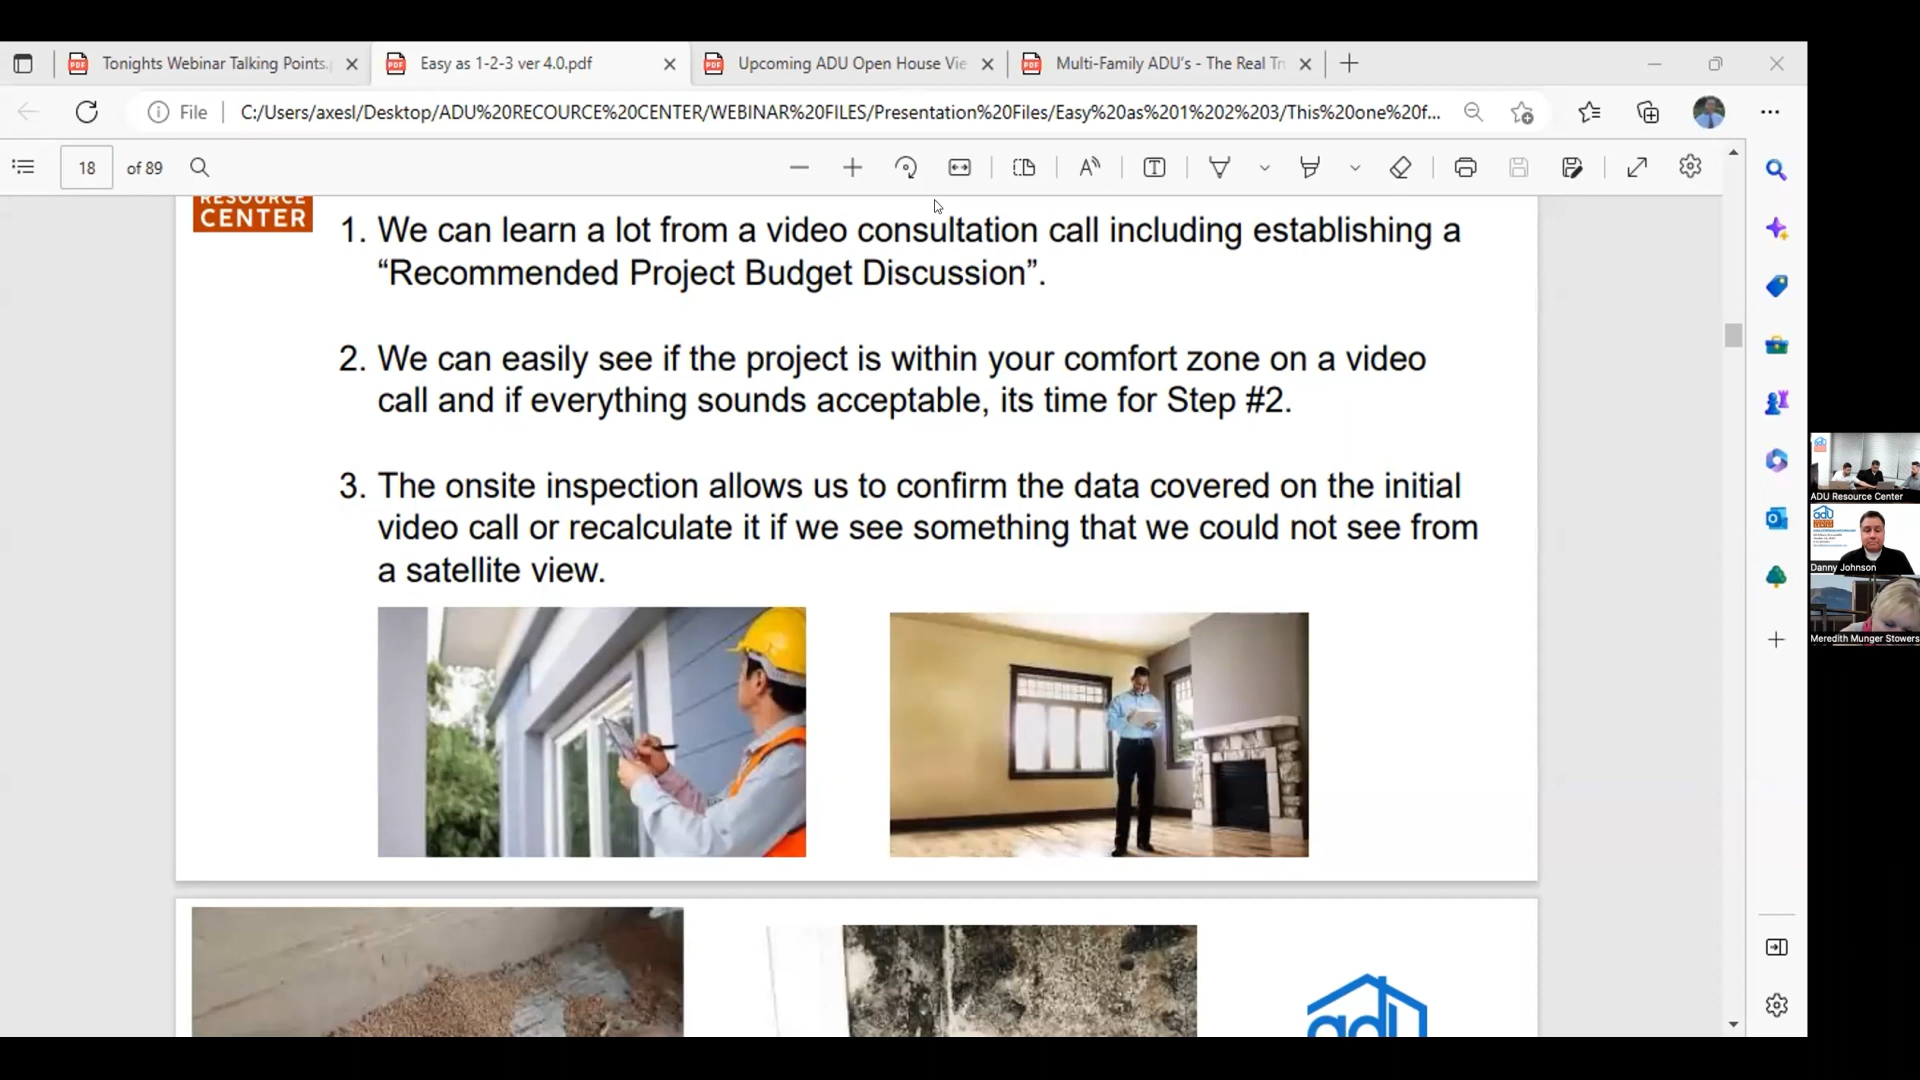 Tonights Webinar Talking Points.
Easy as 1-2-3 ver 4.0.pdf
Upcoming ADU Open House Vie
Multi-Family ADU's - The Real Tr
File
C:/Users/axesl/Desktop/ADU%20RECOURCE%20CENTER/WEBINAR%20FILES/Presentation%20Files/Easy%20as%201%202%203/This%20one%20f...
18 of 89
RESOURCE
CENTER
1. We can learn a lot from a video consultation call including establishing a
“Recommended Project Budget Discussion”.
2. We can easily see if the project is within your comfort zone on a video
call and if everything sounds acceptable, its time for Step #2.
3. The onsite inspection allows us to confirm the data covered on the initial
video call or recalculate it if we see something that we could not see from
a satellite view.
adu
ADU Resource Center
adu
Danny Johnson
Meredith Munger Stowers